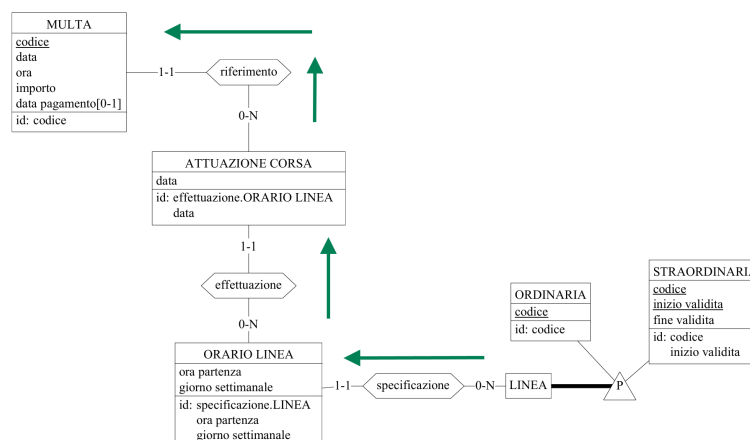 MULTA
codice
data
ora
importo
data pagamento[0-1]
id: codice
1-1
riferimento
0-N
ATTUAZIONE CORSA
data
id: effettuazione.ORARIO LINEA
data
1-1
effettuazione
0-N
ORARIO LINEA
ora partenza
giorno settimanale
id: specificazione.LINEA
ora partenza
giorno settimanale
1-1
specificazione
0-N
LINEA
P
ORDINARIA
codice
id: codice
STRAORDINARI
codice
inizio validita
fine validita
id: codice
inizio validita